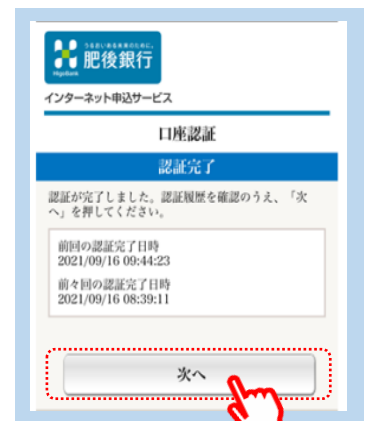 うるおいある未来のために。
肥後銀行
HigoBank
インターネット申込サービス
口座認証
認証完了
認証が完了しました。認証履歴を確認のうえ、「次
へ」を押してください。
前回の認証完了日時
2021/09/16 09:44:23
前々回の認証完了日時
2021/09/16 08:39:11
次へ